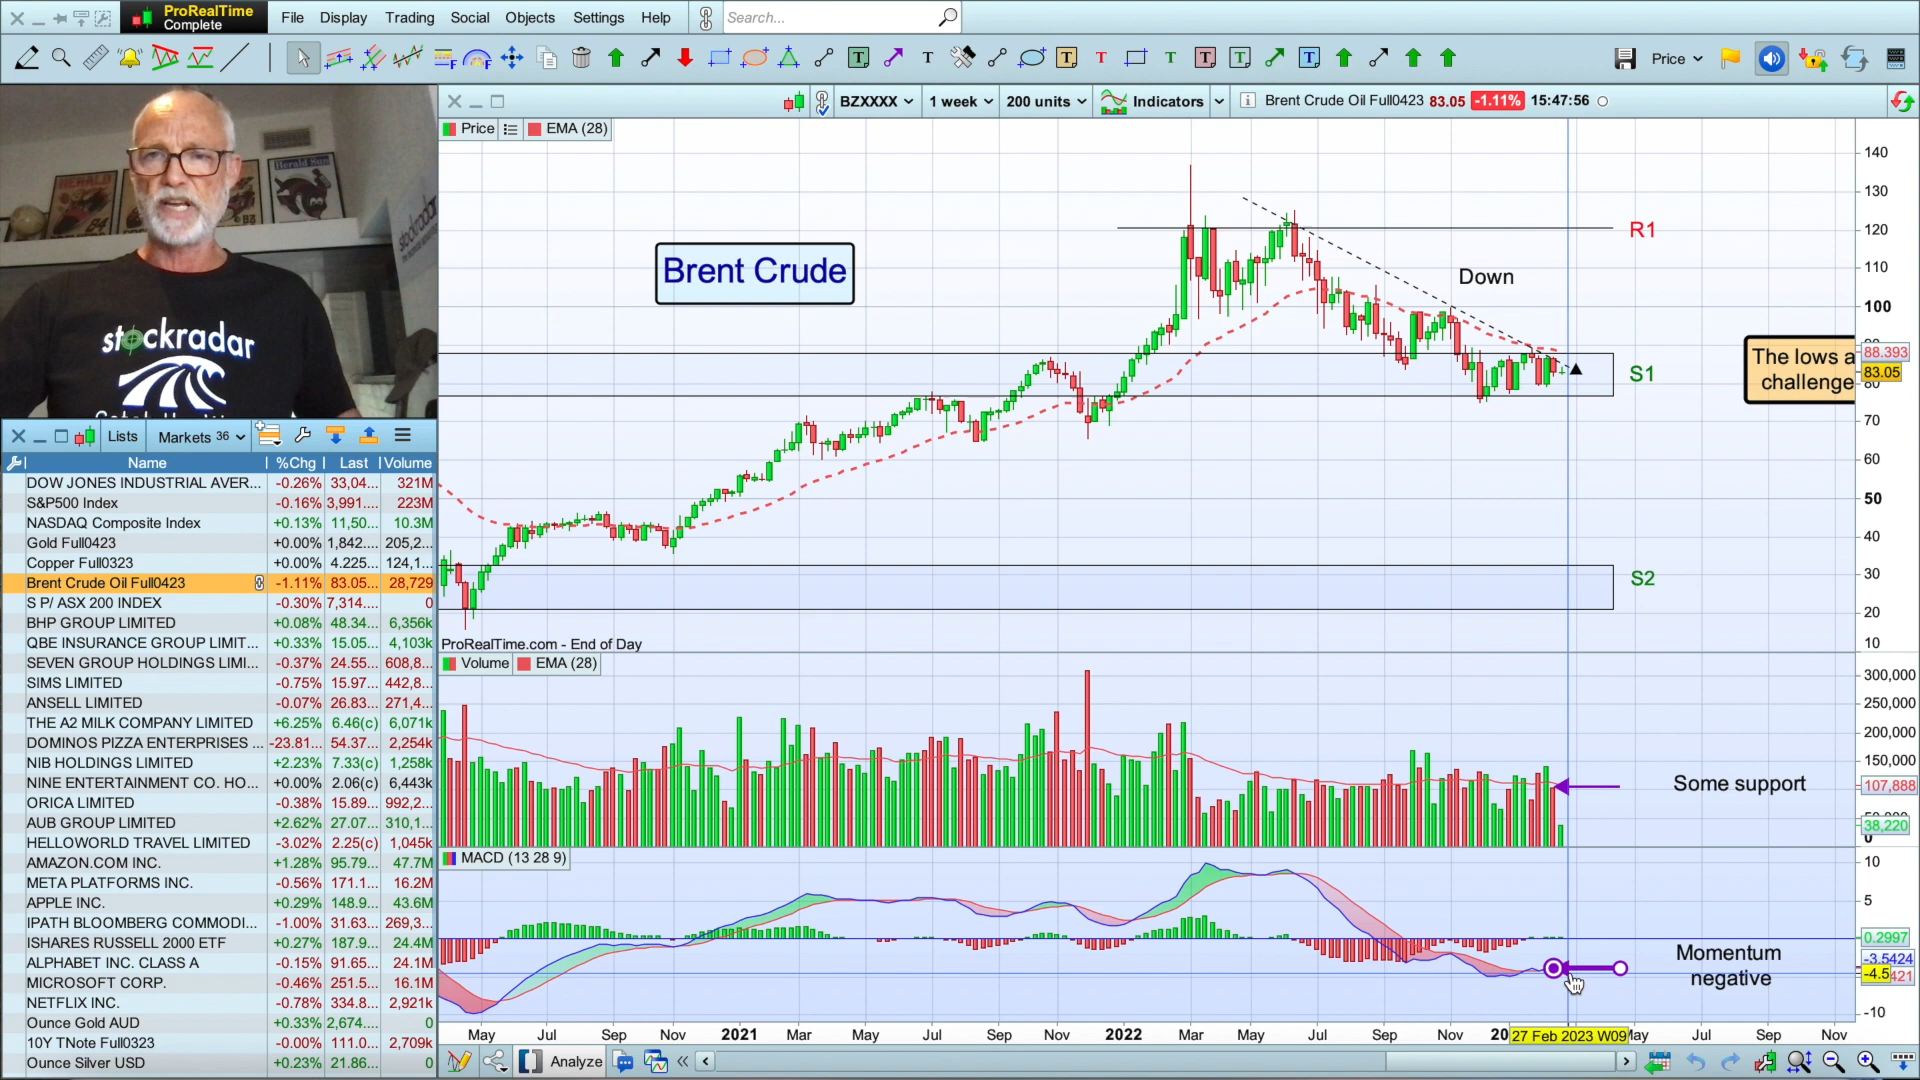 ProRealTime
Complete
File Display Trading Social Objects Settings Help Search...
Price
BZXXXX 1 week 200 units Indicators Brent Crude Oil Full0423 83.05 -1.11% 15:47:56
Price EMA (28)
140
130
120
110
100
88.393
83.05
80
70
60
50
40
30
20
10
Brent Crude
R1
Down
S1
S2
The lows a
challenge
ProRealTime.com - End of Day
Volume EMA (28)
300,000
250,000
200,000
150,000
107,888
38,220
0
Some support
MACD (13 28 9)
10
5
0.2997
-3.5424
-4.5
421
-10
Momentum
negative
May Jul Sep Nov 2021 Mar May Jul Sep Nov 2022 Mar May Jul Sep Nov 20 27 Feb 2023 W09 May Jul Sep Nov
Analyze
HERALD
Herald Sun
stockradar
stockradar
Lists Markets 36
Name %Chg Last Volume
DOW JONES INDUSTRIAL AVER... -0.26% 33,04... 321M
S&P500 Index -0.16% 3,991.... 223M
NASDAQ Composite Index +0.13% 11,50... 10.3M
Gold Full0423 +0.00% 1,842.... 205,2...
Copper Full0323 +0.00% 4.225... 124,1...
Brent Crude Oil Full0423 -1.11% 83.05... 28,729
S P/ ASX 200 INDEX -0.30% 7,314.... 0
BHP GROUP LIMITED +0.08% 48.34... 6,356k
QBE INSURANCE GROUP LIMIT... +0.33% 15.05... 4,103k
SEVEN GROUP HOLDINGS LIMI... -0.37% 24.55... 608,8...
SIMS LIMITED -0.75% 15.97... 442,8...
ANSELL LIMITED -0.07% 26.83... 271,4...
THE A2 MILK COMPANY LIMITED +6.25% 6.46(c) 6,071k
DOMINOS PIZZA ENTERPRISES ... -23.81... 54.37... 2,254k
NIB HOLDINGS LIMITED +2.23% 7.33(c) 1,258k
NINE ENTERTAINMENT CO. HO... +0.00% 2.06(c) 6,443k
ORICA LIMITED -0.38% 15.89... 992,2...
AUB GROUP LIMITED +2.62% 27.07... 310,1...
HELLOWORLD TRAVEL LIMITED -3.02% 2.25(c) 1,045k
AMAZON.COM INC. +1.28% 95.79... 47.7M
META PLATFORMS INC. -0.56% 171.1... 16.2M
APPLE INC. +0.29% 148.9... 43.6M
IPATH BLOOMBERG COMMODI... -1.00% 31.63... 269,3...
ISHARES RUSSELL 2000 ETF +0.27% 187.9... 24.4M
ALPHABET INC. CLASS A -0.15% 91.65... 24.1M
MICROSOFT CORP. -0.46% 251.5... 16.1M
NETFLIX INC. -0.78% 334.8... 2,921k
Ounce Gold AUD +0.33% 2,674.... 0
10Y TNote Full0323 -0.00% 111.0... 2,709k
Ounce Silver USD +0.23% 21.86... 0